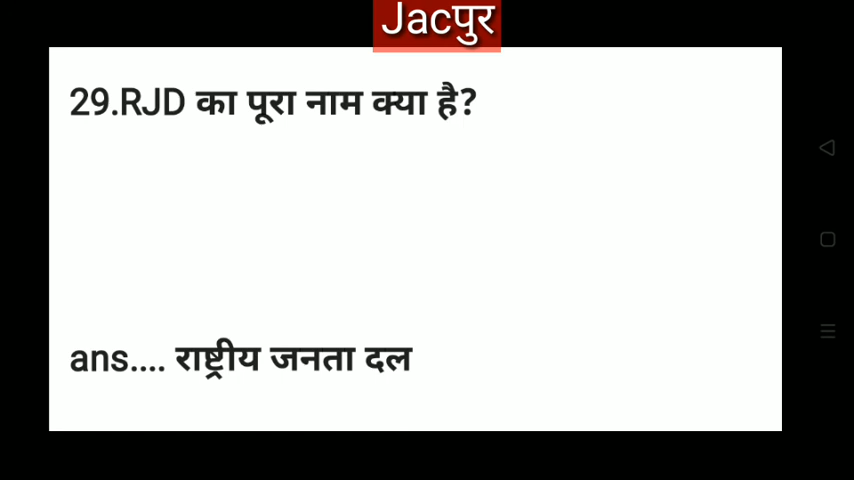 Jacपुर
29.RJD का पूरा नाम क्या है?
ans.... राष्ट्रीय जनता दल